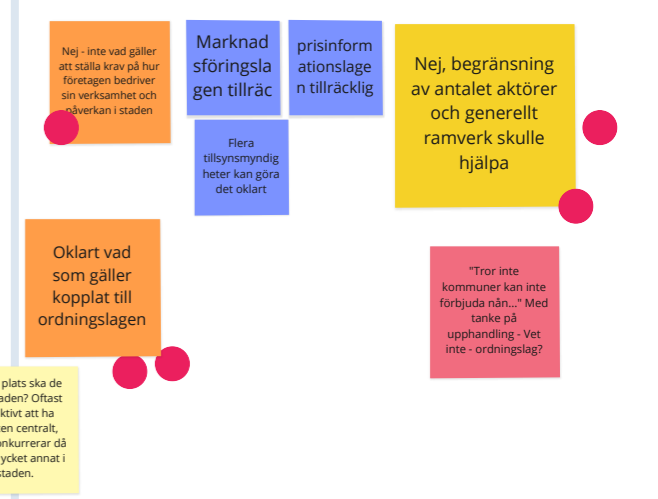 Nej - inte vad gäller
att ställa krav på hur
företagen bedriver
sin verksamhet och
påverkan i staden
Marknad
sföringsla
gen tillräc
prisinform
ationslage
n tillräcklig
Flera
tillsynsmyndig
heter kan göra
det oklart
Nej, begränsning
av antalet aktörer
och generellt
ramverk skulle
hjälpa
Oklart vad
som gäller
kopplat till
ordningslagen
"Tror inte
kommuner kan inte
förbjuda nån..." Med
tanke på
upphandling - Vet
inte - ordningslag?
plats ska de
aden? Oftast
ktivt att ha
en centralt,
onkurrerar då
ycket annat i
staden.